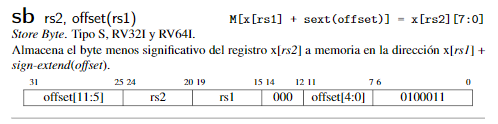 sb rs2, offset(rs1) M[x[rs1] + sext(offset)] = x[rs2][7:0]
Store Byte. Tipo S, RV32I y RV64I.
Almacena el byte menos significativo del registro x[rs2] a memoria en la dirección x[rs1] +
sign-extend(offset).
31 25 24 20 19 15 14 12 11 7 6 0
offset[11:5] rs2 rs1 000 offset[4:0] 0100011